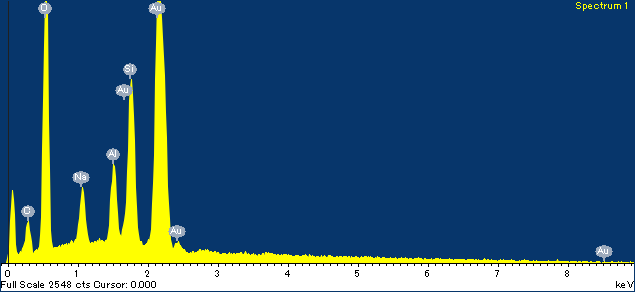 Spectrum 1
O Au
Si
Au
Al
Na
Au
Au
0 1 2 3 4 5 6 7 8
Full Scale 2548 cts Cursor: 0.000 keV